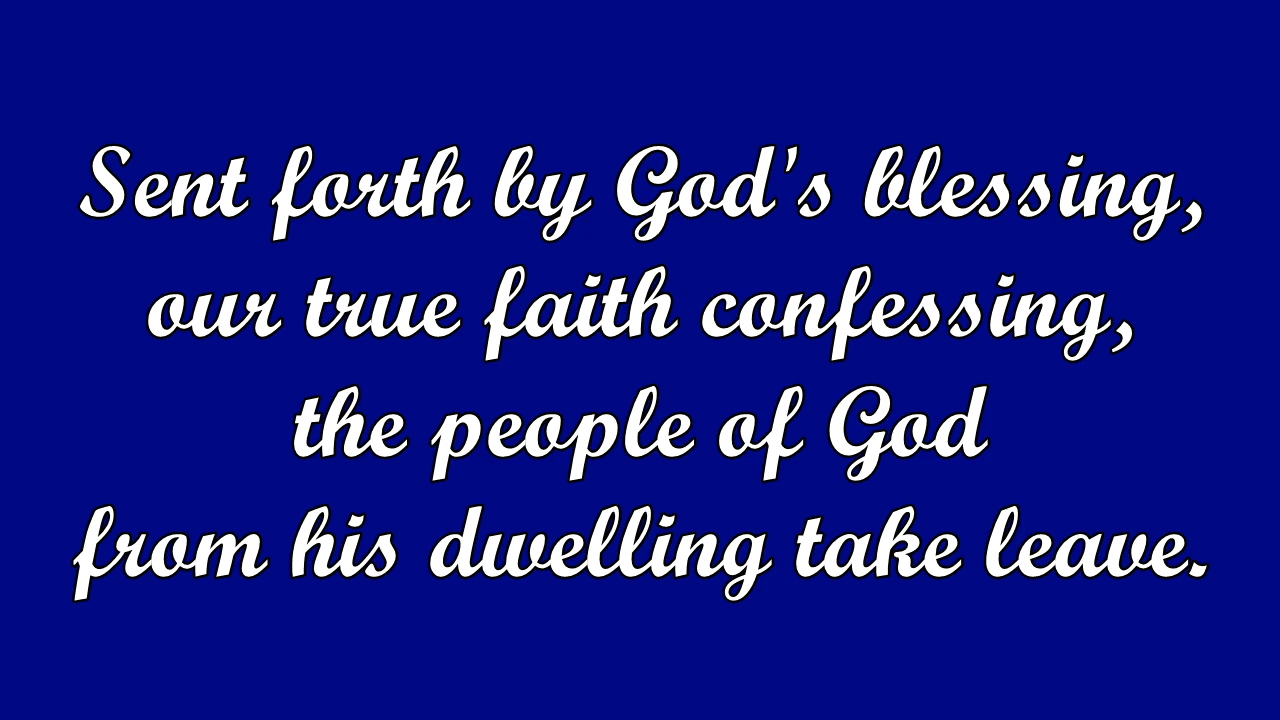 Sent forth by God's blessing,
our true faith confessing,
the people of God
from his dwelling take leave.